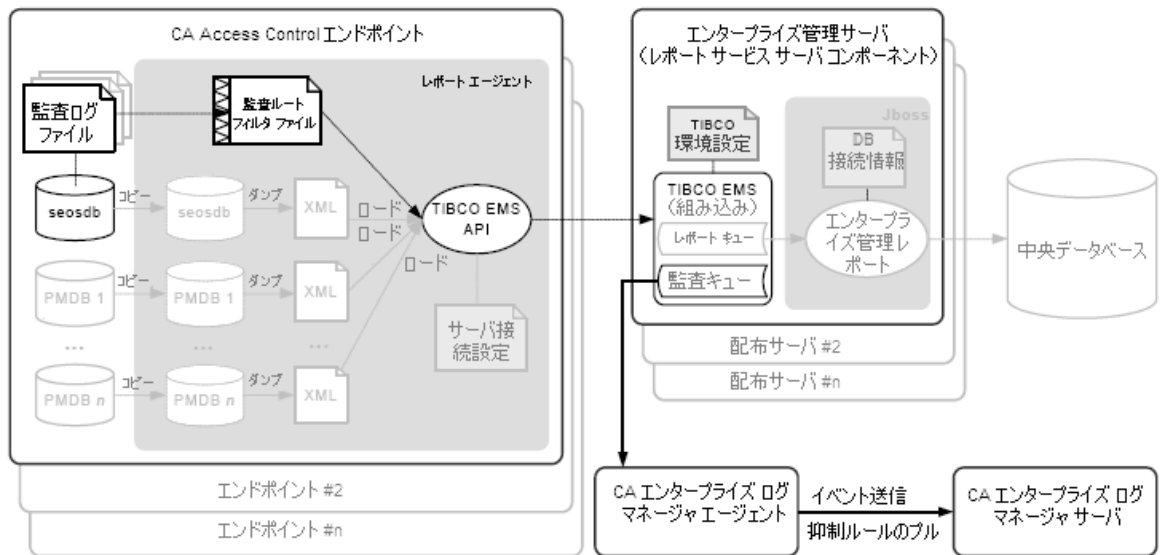 CA Access Control エンドポイント
レポート エージェント
監査ログ
ファイル
監査ルート
フィルタ ファイル
seosdb
コピー
seosdb
ダンプ
XML
ロード
ロード
ロード
TIBCO EMS
API
PMDB 1
コピー
PMDB 1
ダンプ
XML
サーバ接
続設定
...
...
...
PMDB n
コピー
PMDB n
ダンプ
XML
エンドポイント #2
エンドポイント #n
エンタープライズ管理サーバ
(レポート サービス サーバ コンポーネント)
Jboss
TIBCO
環境設定
DB
接続情報
TIBCO EMS
(組み込み)
レポート キュー
監査キュー
エンタープラ
イズ管理レ
ポート
中央データベース
配布サーバ #2
配布サーバ #n
CA エンタープライズ ログ
マネージャ エージェント
イベント送信
抑制ルールのプル
CA エンタープライズ ログ
マネージャ サーバ